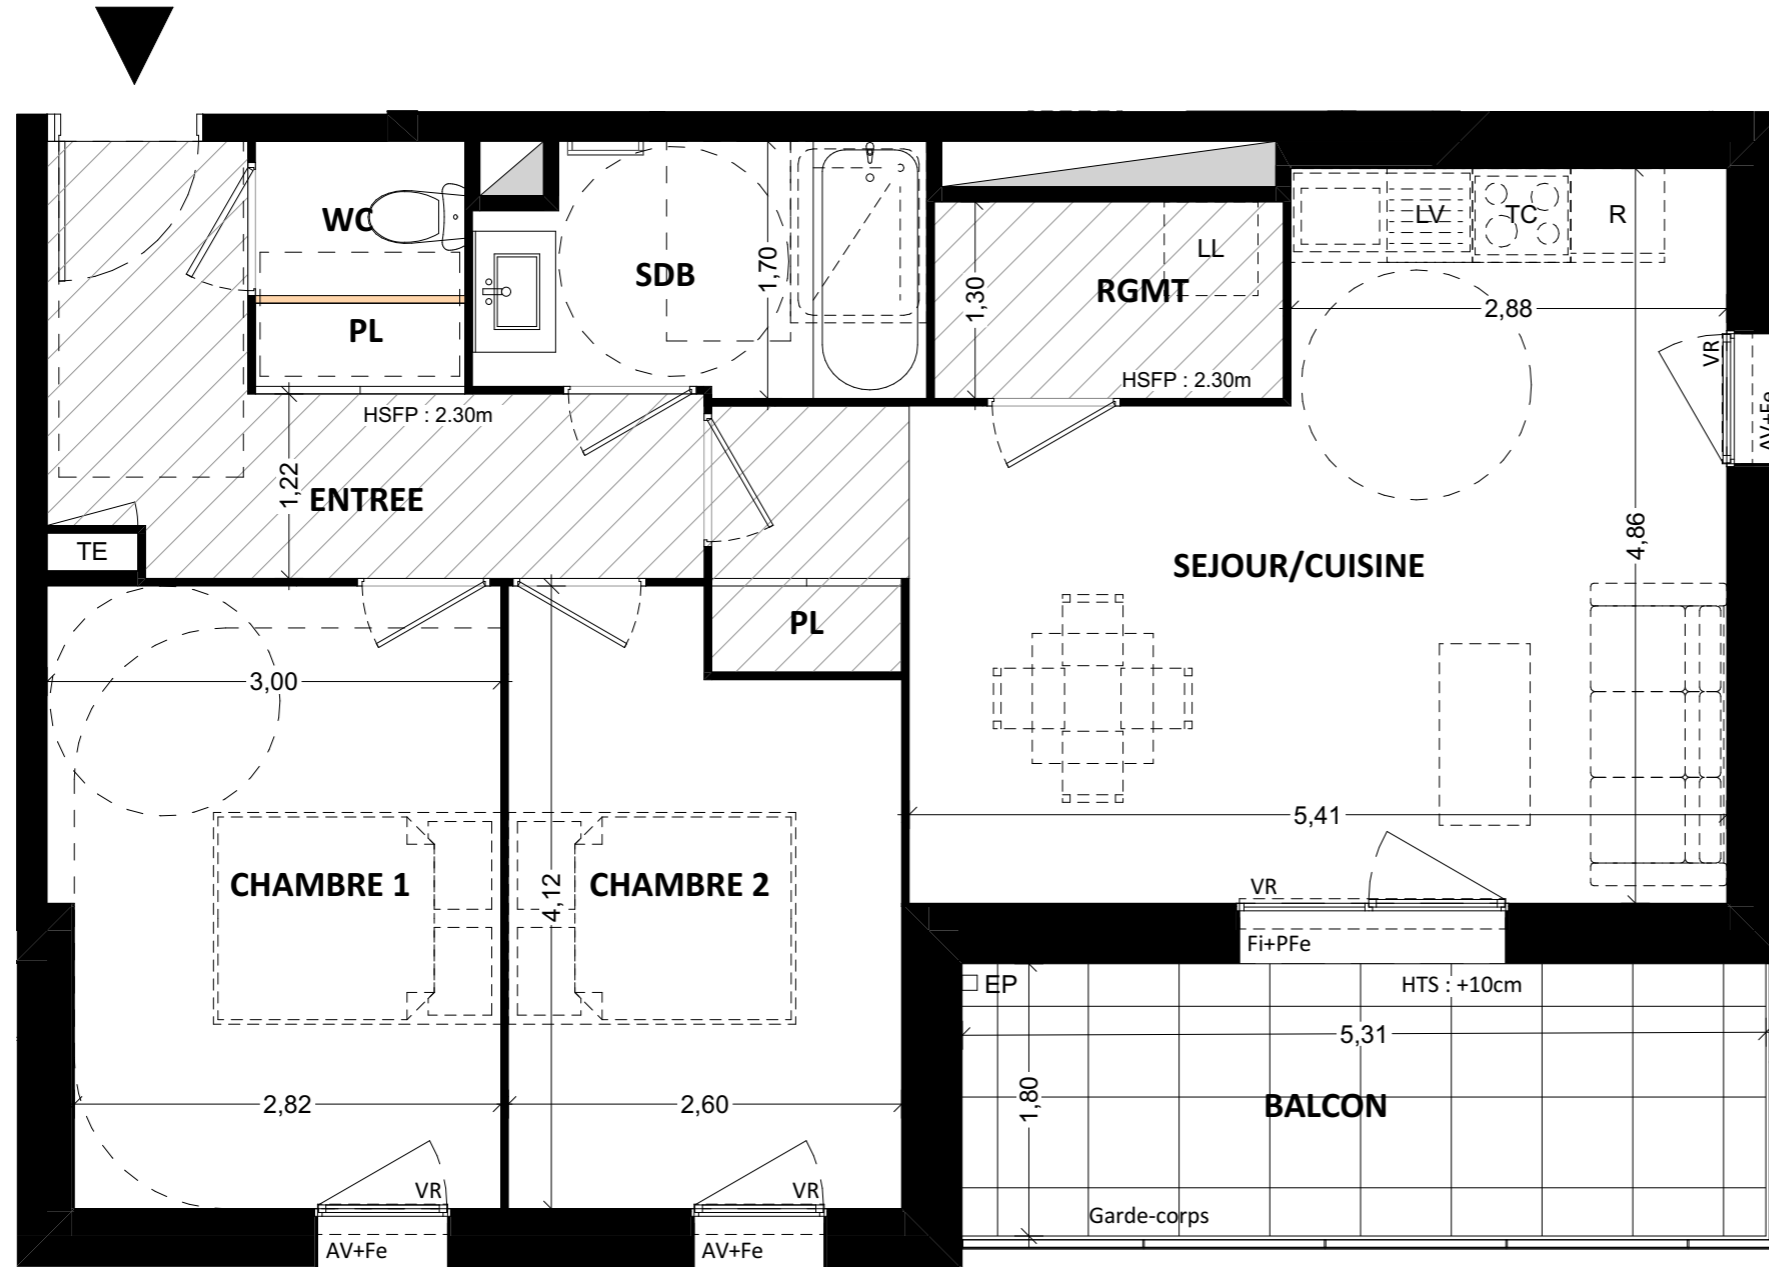 WC
PL
SDB
1,70
1,30
RGMT
LL
HSFP : 2.30m
LV
TC
R
2,88
VR
AV+Fe
HSFP : 2.30m
1,22
ENTREE
TE
4,86
SEJOUR/CUISINE
PL
3,00
5,41
CHAMBRE 1
4,12
CHAMBRE 2
VR
Fi+PFe
EP
HTS : +10cm
5,31
2,82
2,60
1,80
BALCON
VR
VR
Garde-corps
AV+Fe
AV+Fe